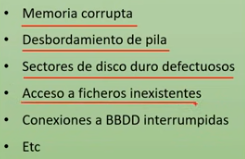 • Memoria corrupta
• Desbordamiento de pila
• Sectores de disco duro defectuosos
• Acceso a ficheros inexistentes
• Conexiones a BBDD interrumpidas
• Etc